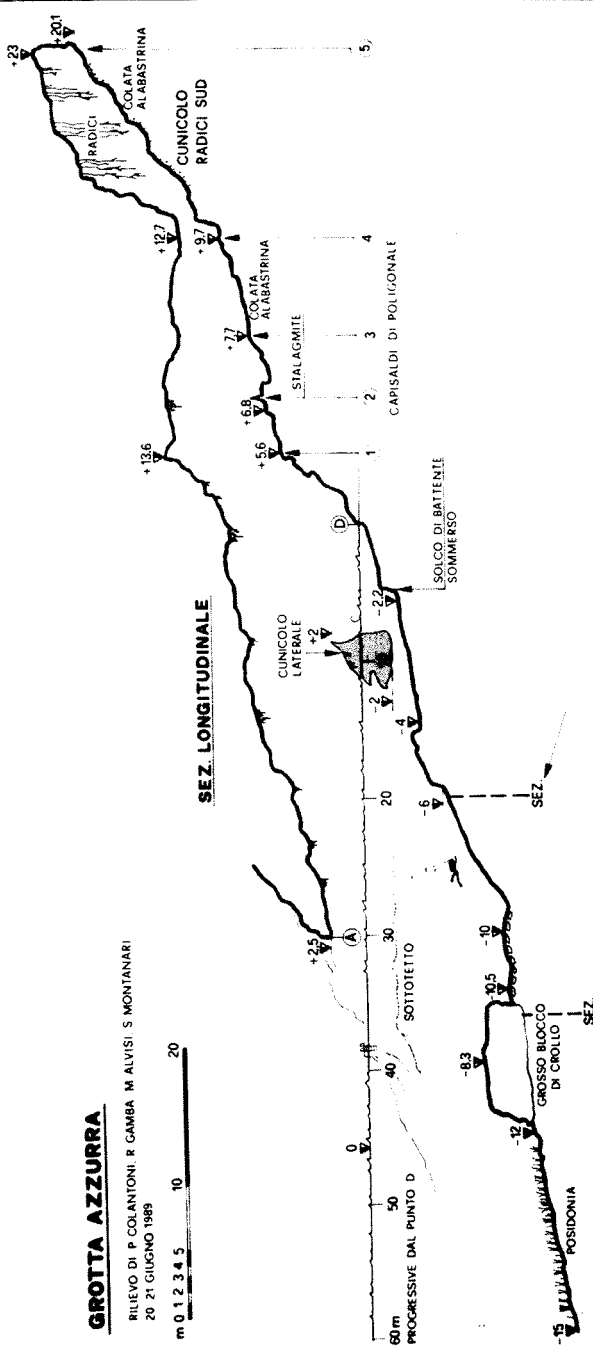 GROTTA AZZURRA
RILIEVO DI P COLANTONI, R GAMBA M ALVISI S MONTANARI
20 21 GIUGNO 1989
m 0 1 2 3 4 5 10 20
SEZ. LONGITUDINALE
+23
+20.1
RADICI
COLATA
ALABASTRINA
CUNICOLO
RADICI SUD
5
+12.7
+9.7
4
COLATA
ALABASTRINA
+7.7
3
STALAGMITE
+6.8
2
CAPISALDI DI POLIGONALE
+13.6
+5.6
1
D
SOLCO DI BATTENTE
SOMMERSO
-2.2
C
CUNICOLO
LATERALE
+2
-2
-4
20
-6
SEZ.
+2.5
A
30
-10
SOTTOTETTO
-10.5
SEZ.
40
-8.3
GROSSO BLOCCO
DI CROLLO
0
-12
50
POSIDONIA
60 m
PROGRESSIVE DAL PUNTO D
-15